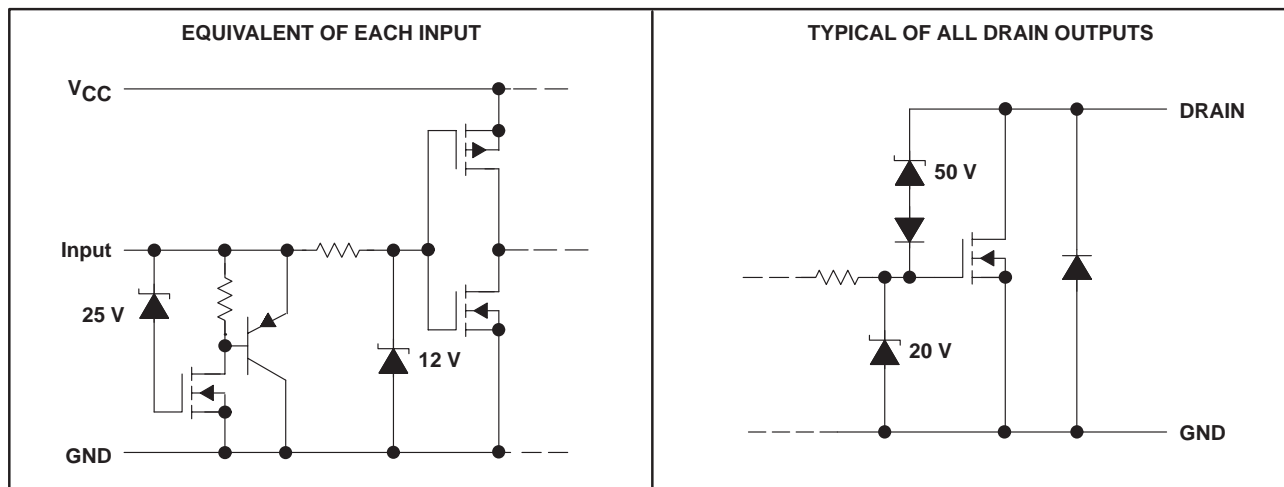 EQUIVALENT OF EACH INPUT
VCC
Input
25 V
12 V
GND
TYPICAL OF ALL DRAIN OUTPUTS
DRAIN
50 V
20 V
GND